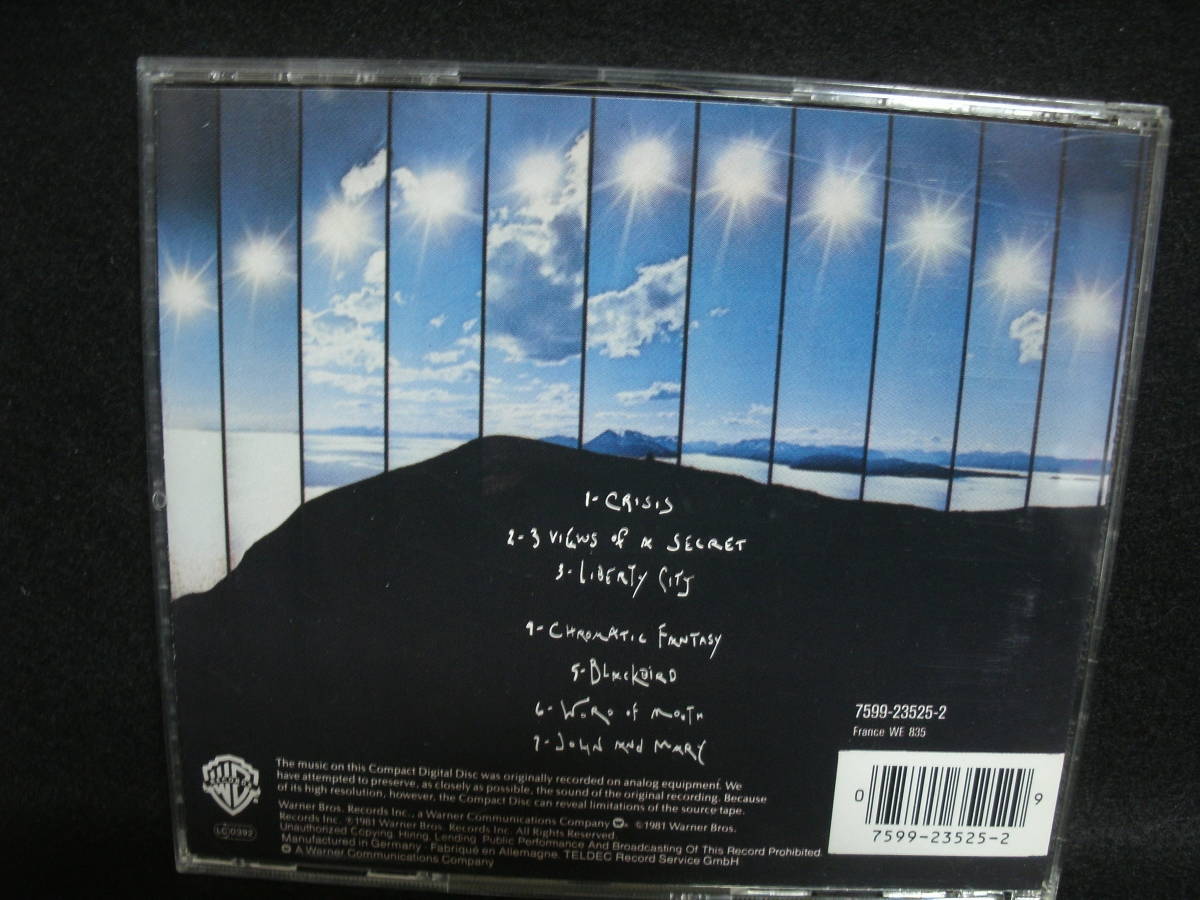 1- CRISIS
2- 3 VIEWS of A SECRET
3- LIBERTY CITY
4- CHROMATIC FANTASY
5- BLACKBIRD
6- WORD OF MOUTH
7- JOHN AND MARY
7599-23525-2
France WE 835
The music on this Compact Digital Disc was originally recorded on analog equipment. We
have attempted to preserve, as closely as possible, the sound of the original recording. Because
of its high resolution, however, the Compact Disc can reveal limitations of the source tape.
Warner Bros. Records Inc., a Warner Communications Company Ⓦ. ©1981 Warner Bros.
Records Inc. ℗1981 Warner Bros. Records Inc. All Rights Reserved.
Unauthorized Copying, Hiring, Lending, Public Performance And Broadcasting Of This Record Prohibited.
Manufactured in Germany · Fabriqué en Allemagne, TELDEC Record Service GmbH
Ⓦ A Warner Communications Company
RECORDS
LC 0392
0 9
7599-23525-2